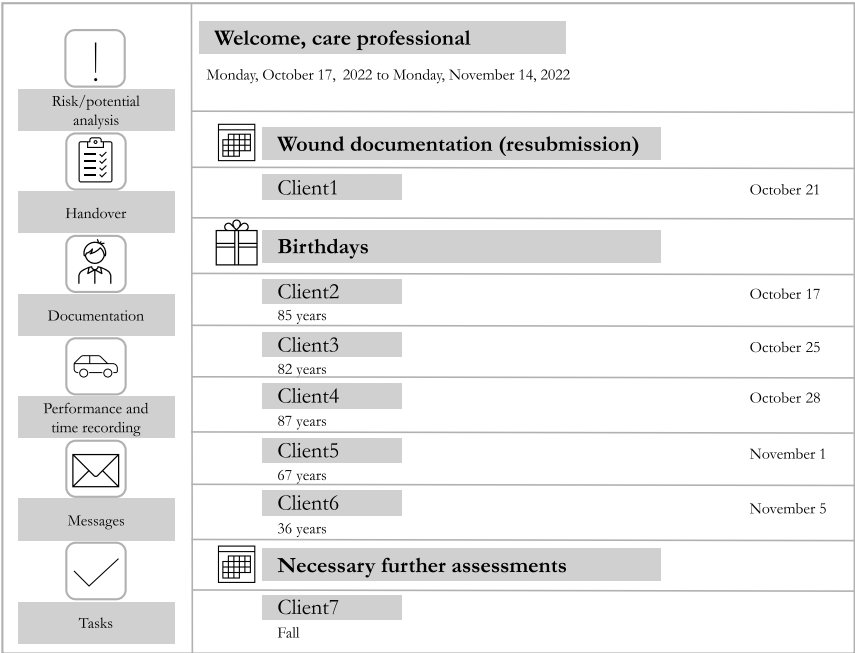 Risk/potential
analysis
Handover
Documentation
Performance and
time recording
Messages
Tasks
Welcome, care professional
Monday, October 17, 2022 to Monday, November 14, 2022
Wound documentation (resubmission)
Client1 October 21
Birthdays
Client2 October 17
85 years
Client3 October 25
82 years
Client4 October 28
87 years
Client5 November 1
67 years
Client6 November 5
36 years
Necessary further assessments
Client7
Fall